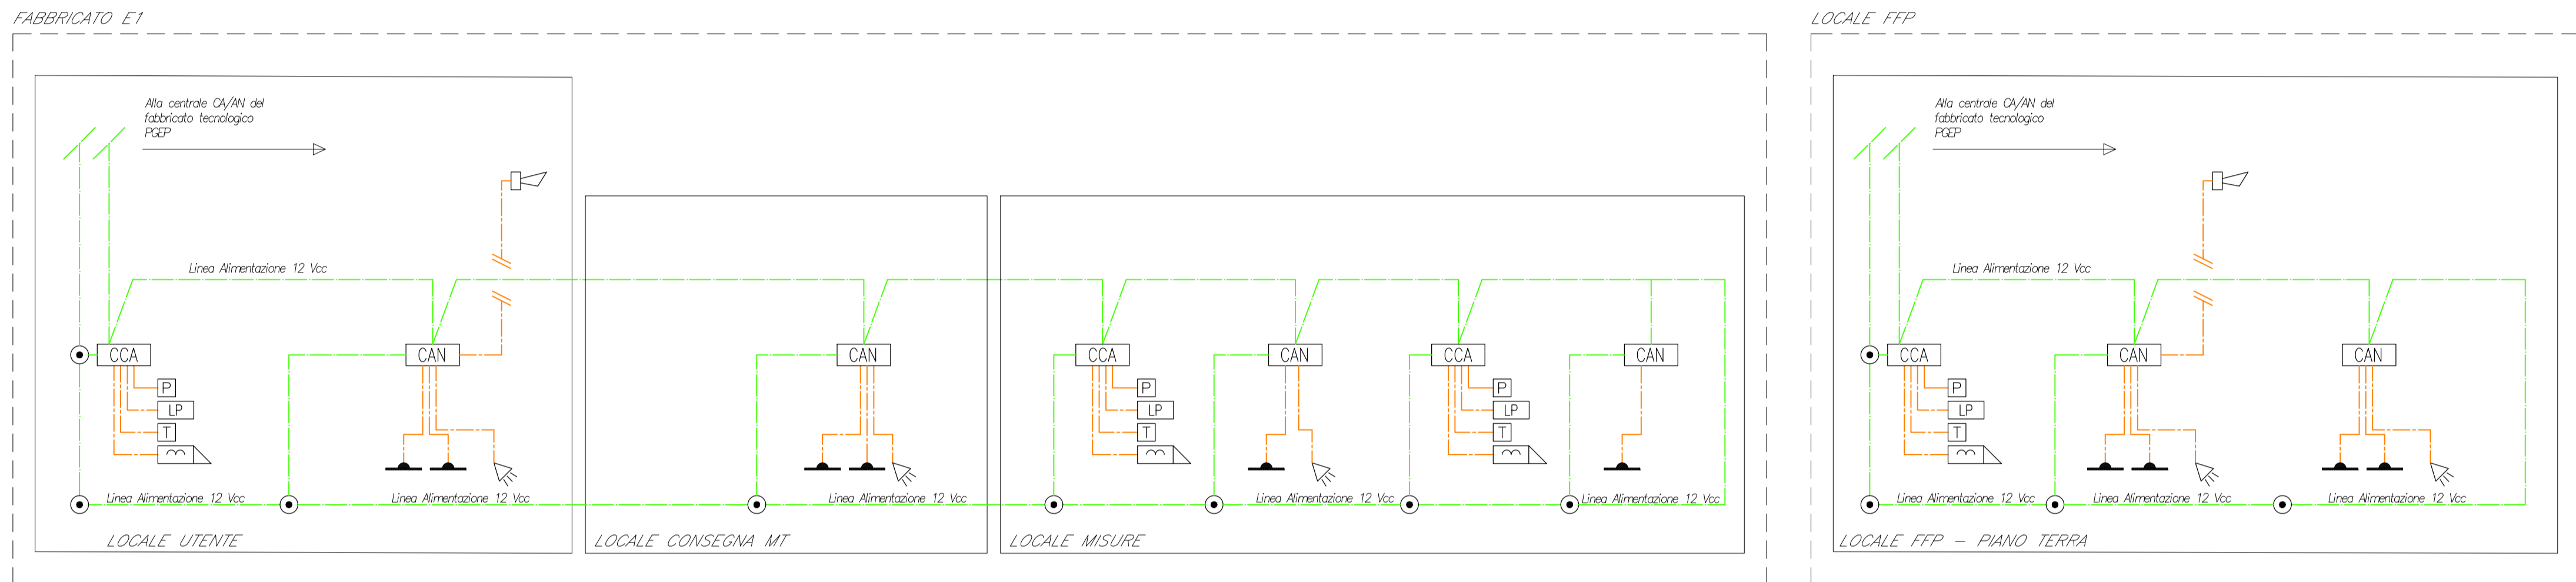 FABBRICATO E1
LOCALE FFP
Alla centrale CA/AN del
fabbricato tecnologico
PGEP
Alla centrale CA/AN del
fabbricato tecnologico
PGEP
Linea Alimentazione 12 Vcc
Linea Alimentazione 12 Vcc
CCA
CAN
CAN
CCA
CAN
CCA
CAN
CCA
CAN
CAN
P
LP
T
P
LP
T
P
LP
T
P
LP
T
Linea Alimentazione 12 Vcc
Linea Alimentazione 12 Vcc
Linea Alimentazione 12 Vcc
Linea Alimentazione 12 Vcc
Linea Alimentazione 12 Vcc
Linea Alimentazione 12 Vcc
Linea Alimentazione 12 Vcc
Linea Alimentazione 12 Vcc
LOCALE UTENTE
LOCALE CONSEGNA MT
LOCALE MISURE
LOCALE FFP - PIANO TERRA